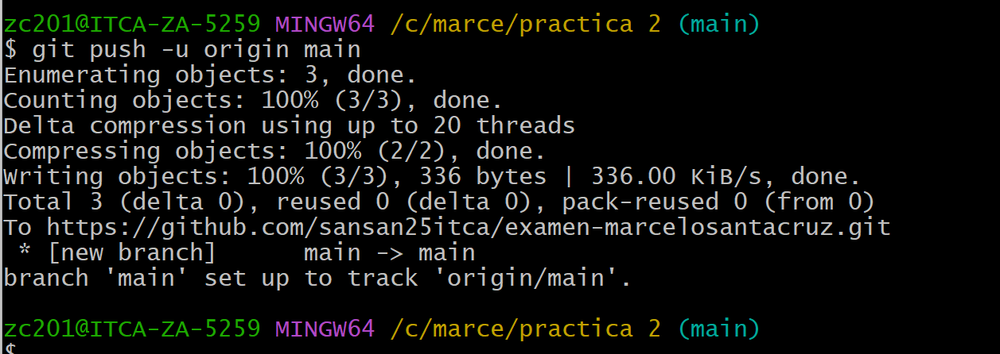 zc201@ITCA-ZA-5259 MINGW64 /c/marce/practica 2 (main)
$ git push -u origin main
Enumerating objects: 3, done.
Counting objects: 100% (3/3), done.
Delta compression using up to 20 threads
Compressing objects: 100% (2/2), done.
Writing objects: 100% (3/3), 336 bytes | 336.00 KiB/s, done.
Total 3 (delta 0), reused 0 (delta 0), pack-reused 0 (from 0)
To https://github.com/sansan25itca/examen-marcelosantacruz.git
 * [new branch]      main -> main
branch 'main' set up to track 'origin/main'.
zc201@ITCA-ZA-5259 MINGW64 /c/marce/practica 2 (main)
$